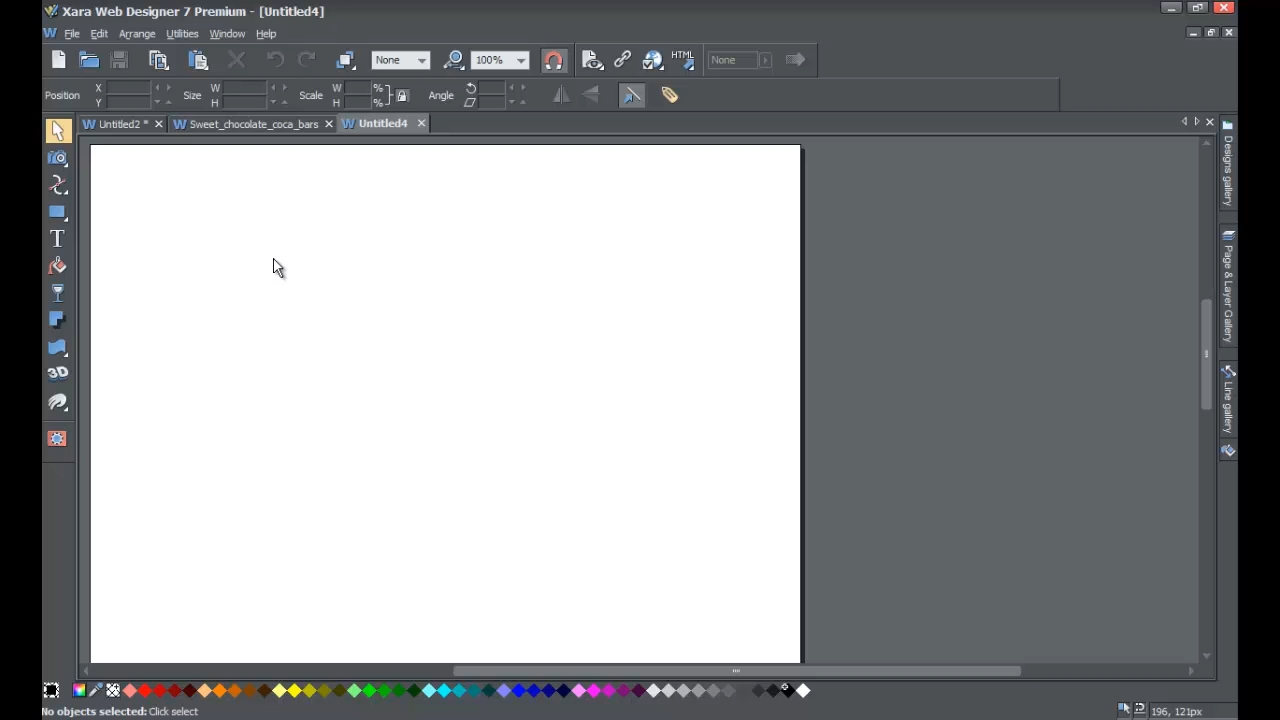 Xara Web Designer 7 Premium - [Untitled4]
File Edit Arrange Utilities Window Help
None 100% HTML None
Position X Y Size W H Scale W H % % Angle
Untitled2 * Sweet_chocolate_coca_bars Untitled4
T
3D
Designs gallery
Page & Layer Gallery
Line gallery
No objects selected: Click select
196, 121px